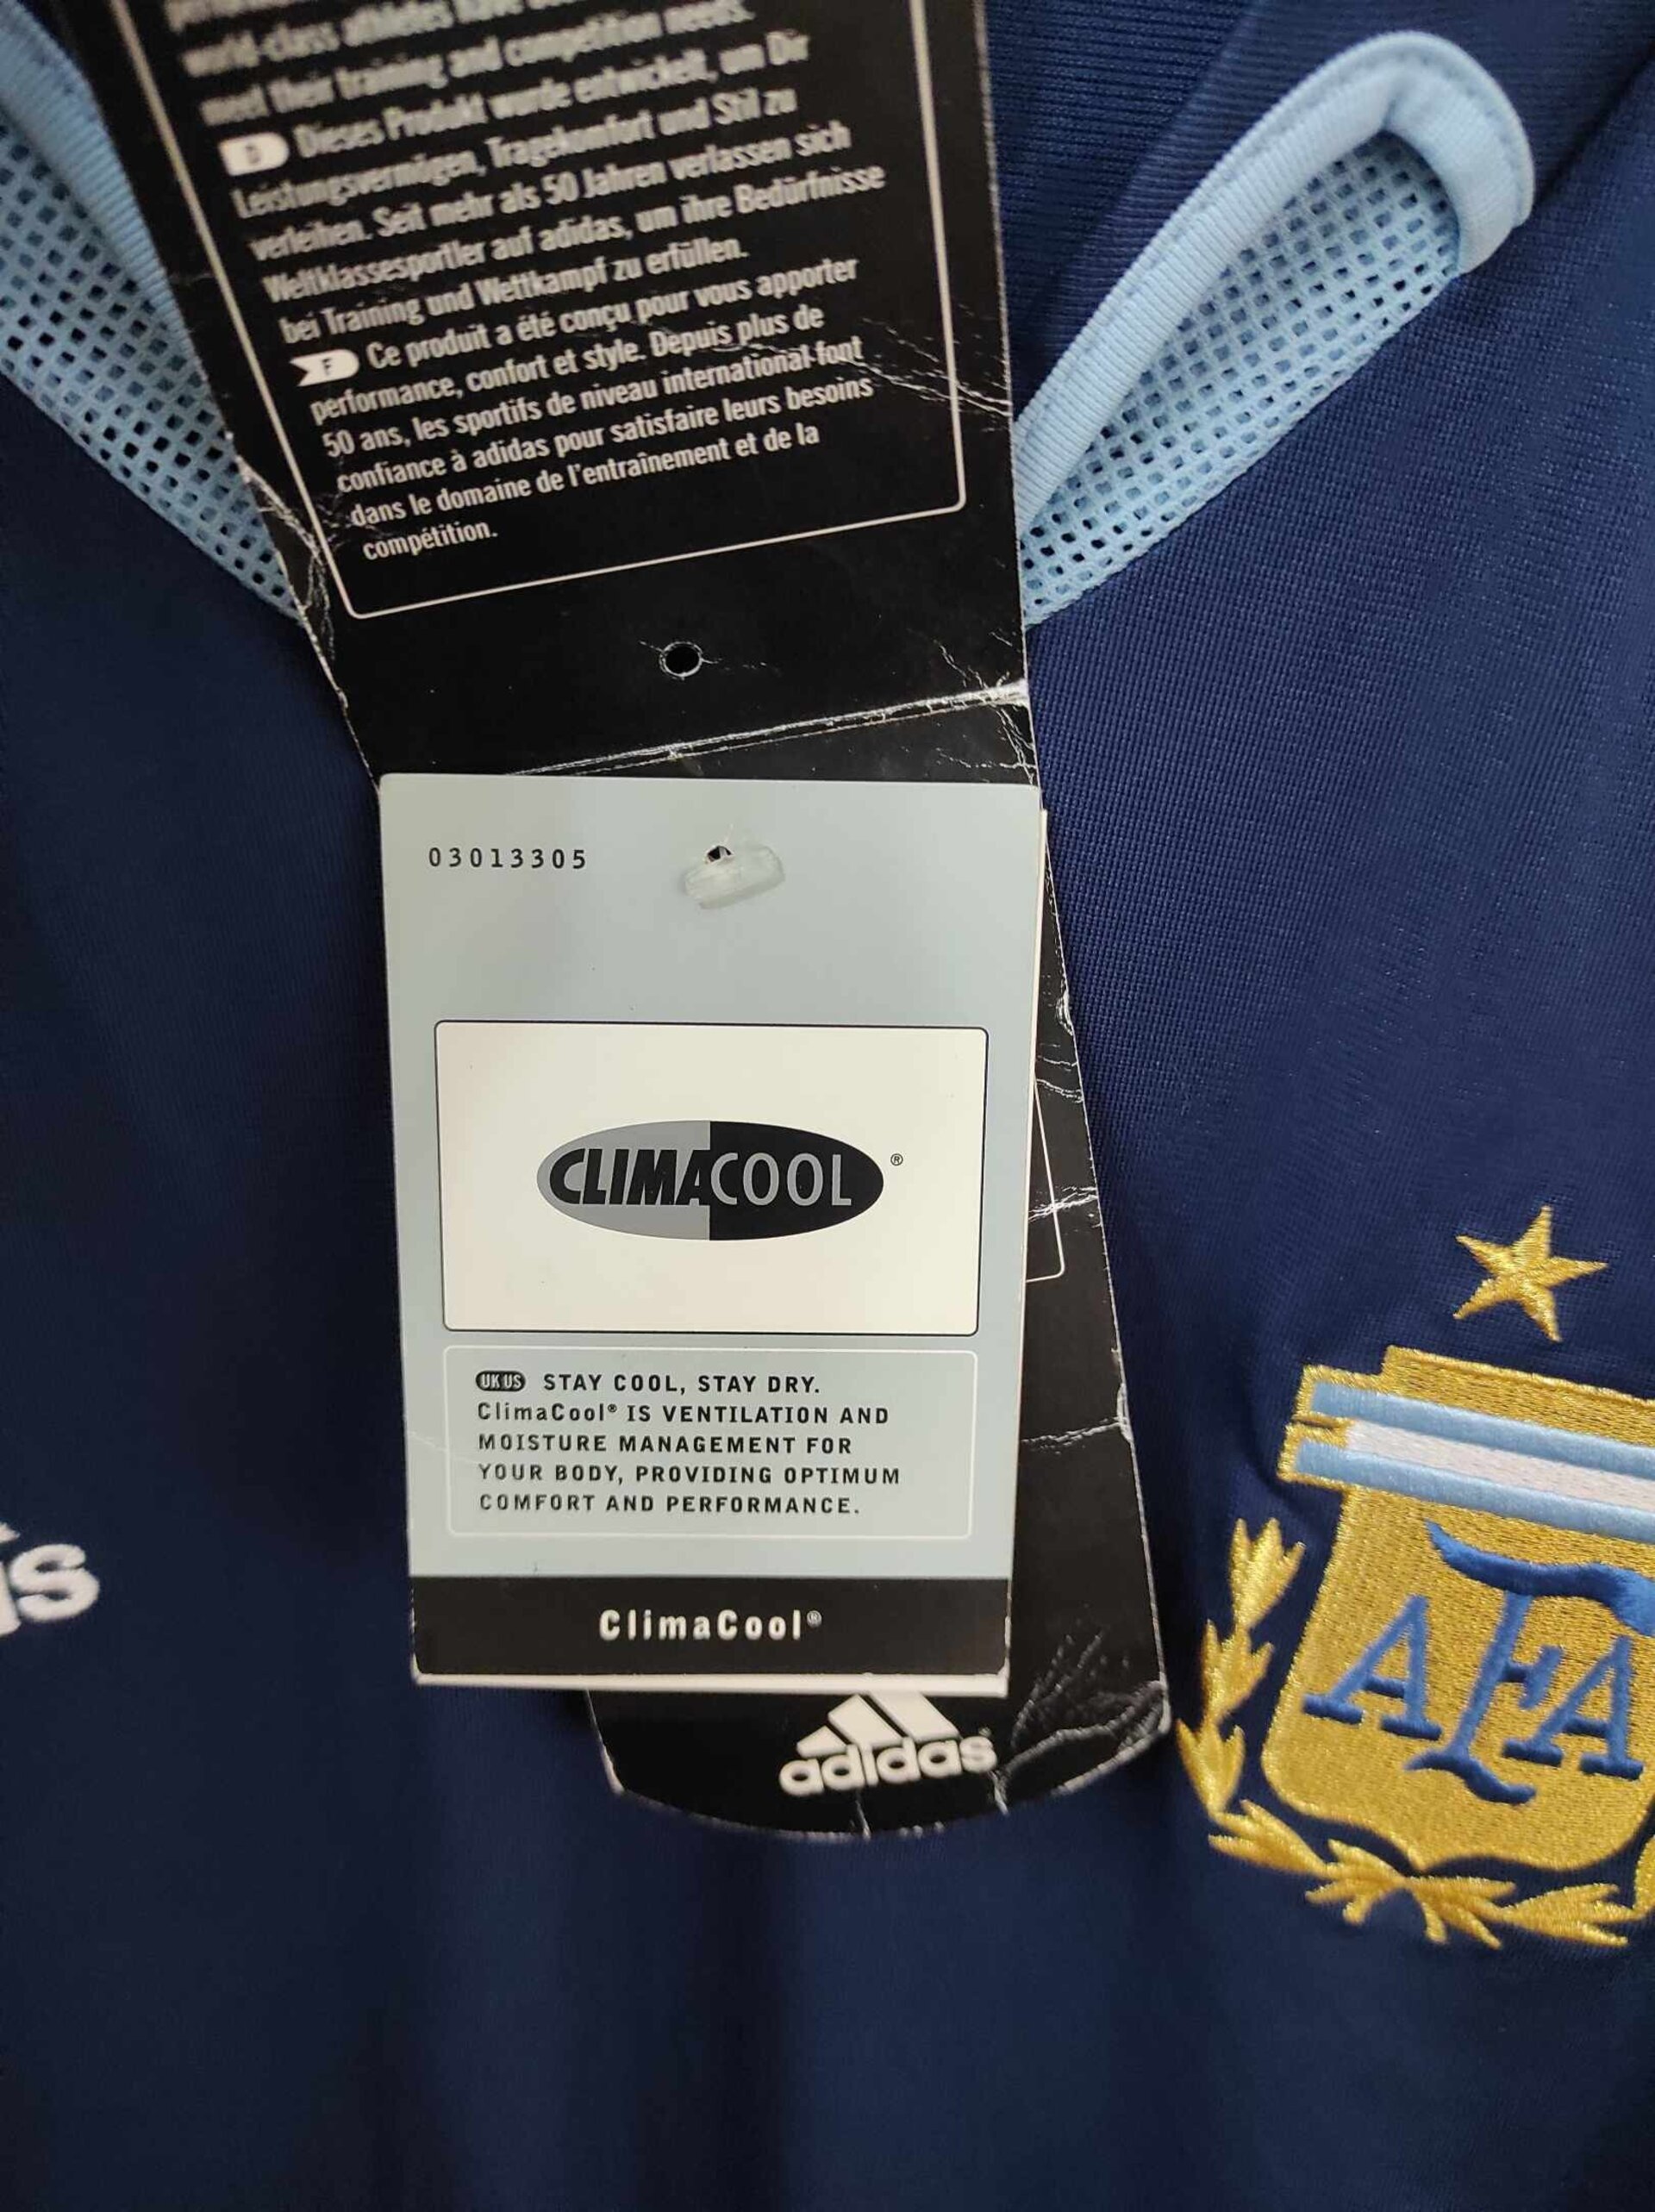 world-class athletes have
meet their training and competition needs.
D Dieses Produkt wurde entwickelt, um Dir
Leistungsvermögen, Tragekomfort und Stil zu
verleihen. Seit mehr als 50 Jahren verlassen sich
Weltklassesportler auf adidas, um ihre Bedürfnisse
bei Training und Wettkampf zu erfüllen.
F Ce produit a été conçu pour vous apporter
performance, confort et style. Depuis plus de
50 ans, les sportifs de niveau international font
confiance à adidas pour satisfaire leurs besoins
dans le domaine de l'entraînement et de la
compétition.
03013305
CLIMACOOL®
UK US STAY COOL, STAY DRY.
ClimaCool® IS VENTILATION AND
MOISTURE MANAGEMENT FOR
YOUR BODY, PROVIDING OPTIMUM
COMFORT AND PERFORMANCE.
ClimaCool®
adidas
as
AFA